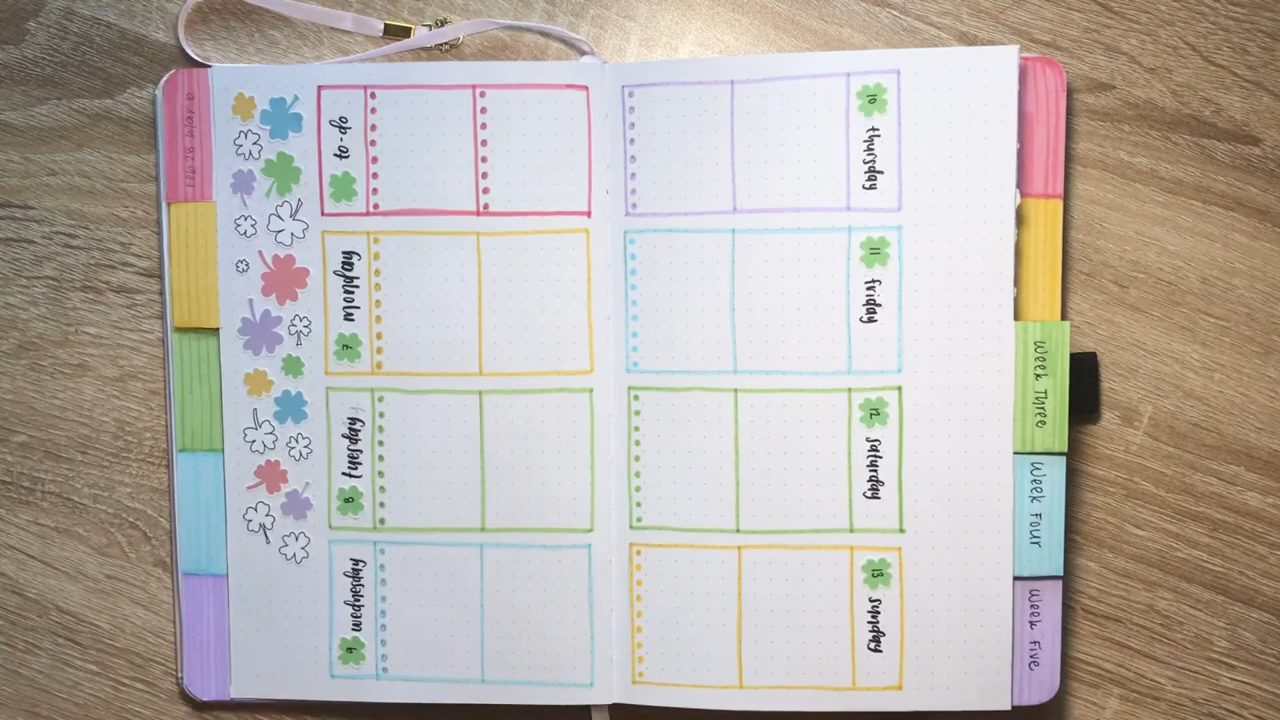 to-do
monday
7
tuesday
8
wednesday
9
10
thursday
11
friday
12
saturday
13
sunday
Week Three
Week Four
Week Five